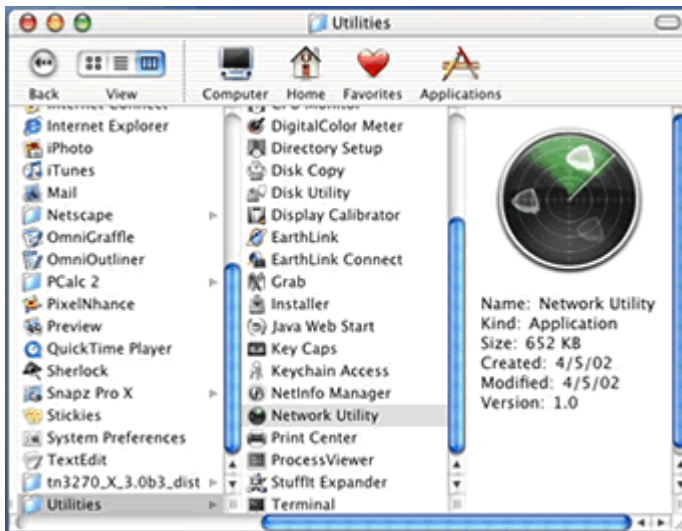 Utilities
Back
View
Computer
Home
Favorites
Applications
Internet Connect
Internet Explorer
iPhoto
iTunes
Mail
Netscape
OmniGraffle
OmniOutliner
PCalc 2
PixelNhance
Preview
QuickTime Player
Sherlock
Snapz Pro X
Stickies
System Preferences
TextEdit
tn3270_X_3.0b3_dist
Utilities
CPU Monitor
DigitalColor Meter
Directory Setup
Disk Copy
Disk Utility
Display Calibrator
EarthLink
EarthLink Connect
Grab
Installer
Java Web Start
Key Caps
Keychain Access
NetInfo Manager
Network Utility
Print Center
ProcessViewer
StuffIt Expander
Terminal
Name: Network Utility
Kind: Application
Size: 652 KB
Created: 4/5/02
Modified: 4/5/02
Version: 1.0